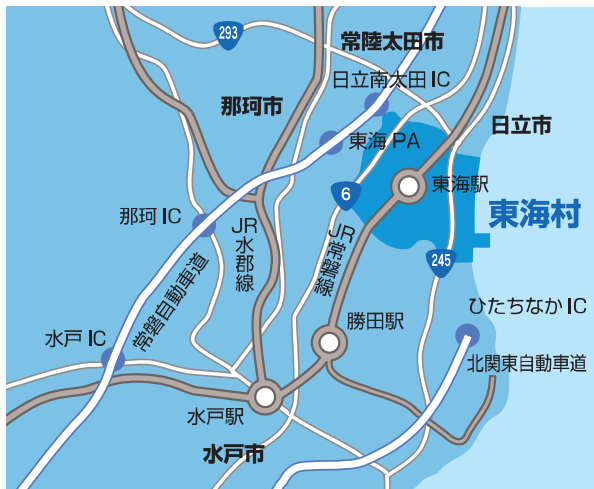 293
常陸太田市
日立南太田IC
那珂市
日立市
東海PA
東海駅
6
東海村
那珂IC
JR水郡線
JR常磐線
245
常磐自動車道
ひたちなかIC
勝田駅
水戸IC
北関東自動車道
水戸駅
水戸市